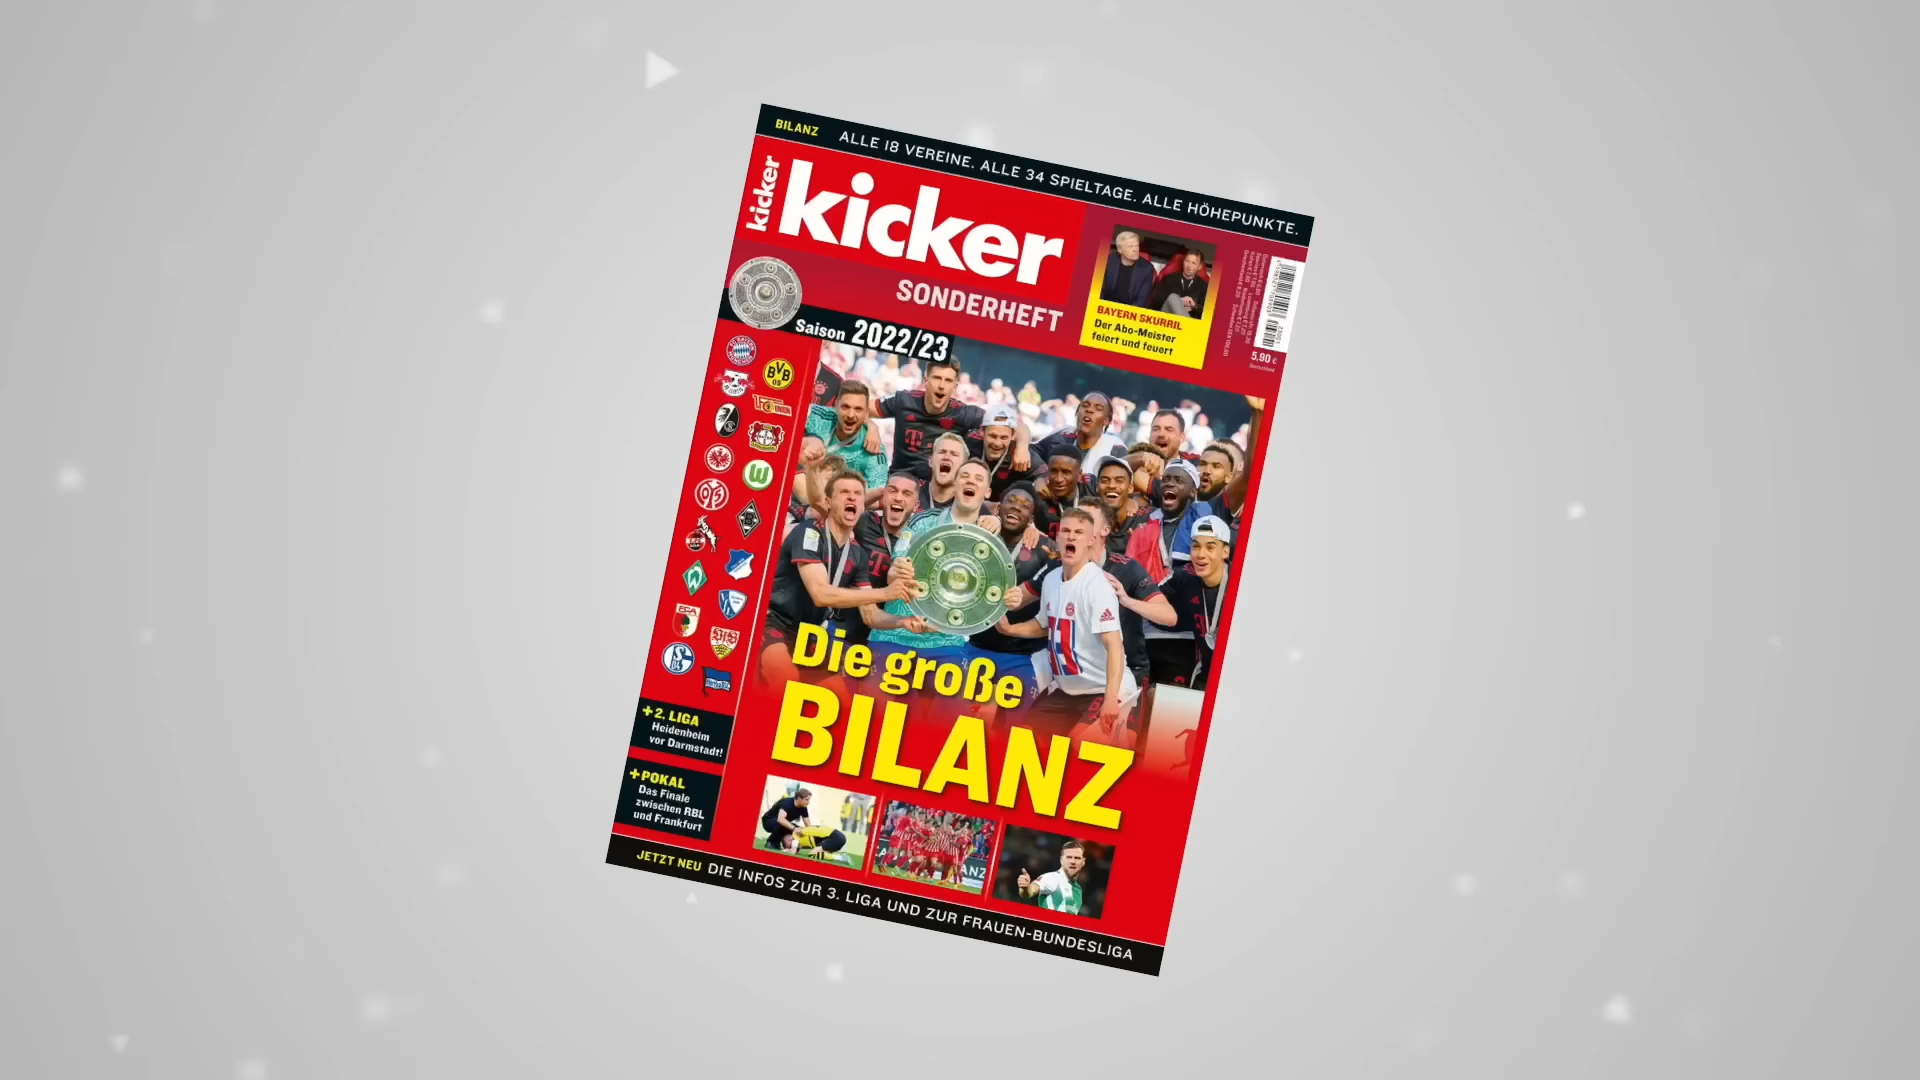 BILANZ ALLE 18 VEREINE. ALLE 34 SPIELTAGE. ALLE HÖHEPUNKTE.
kicker
kicker
SONDERHEFT
Saison 2022/23
BAYERN SKURRIL
Der Abo-Meister
feiert und feuert
5,90 €
Deutschland
BVB
09
Die große
BILANZ
+ 2. LIGA
Heidenheim
vor Darmstadt!
+ POKAL
Das Finale
zwischen RBL
und Frankfurt
JETZT NEU DIE INFOS ZUR 3. LIGA UND ZUR FRAUEN-BUNDESLIGA